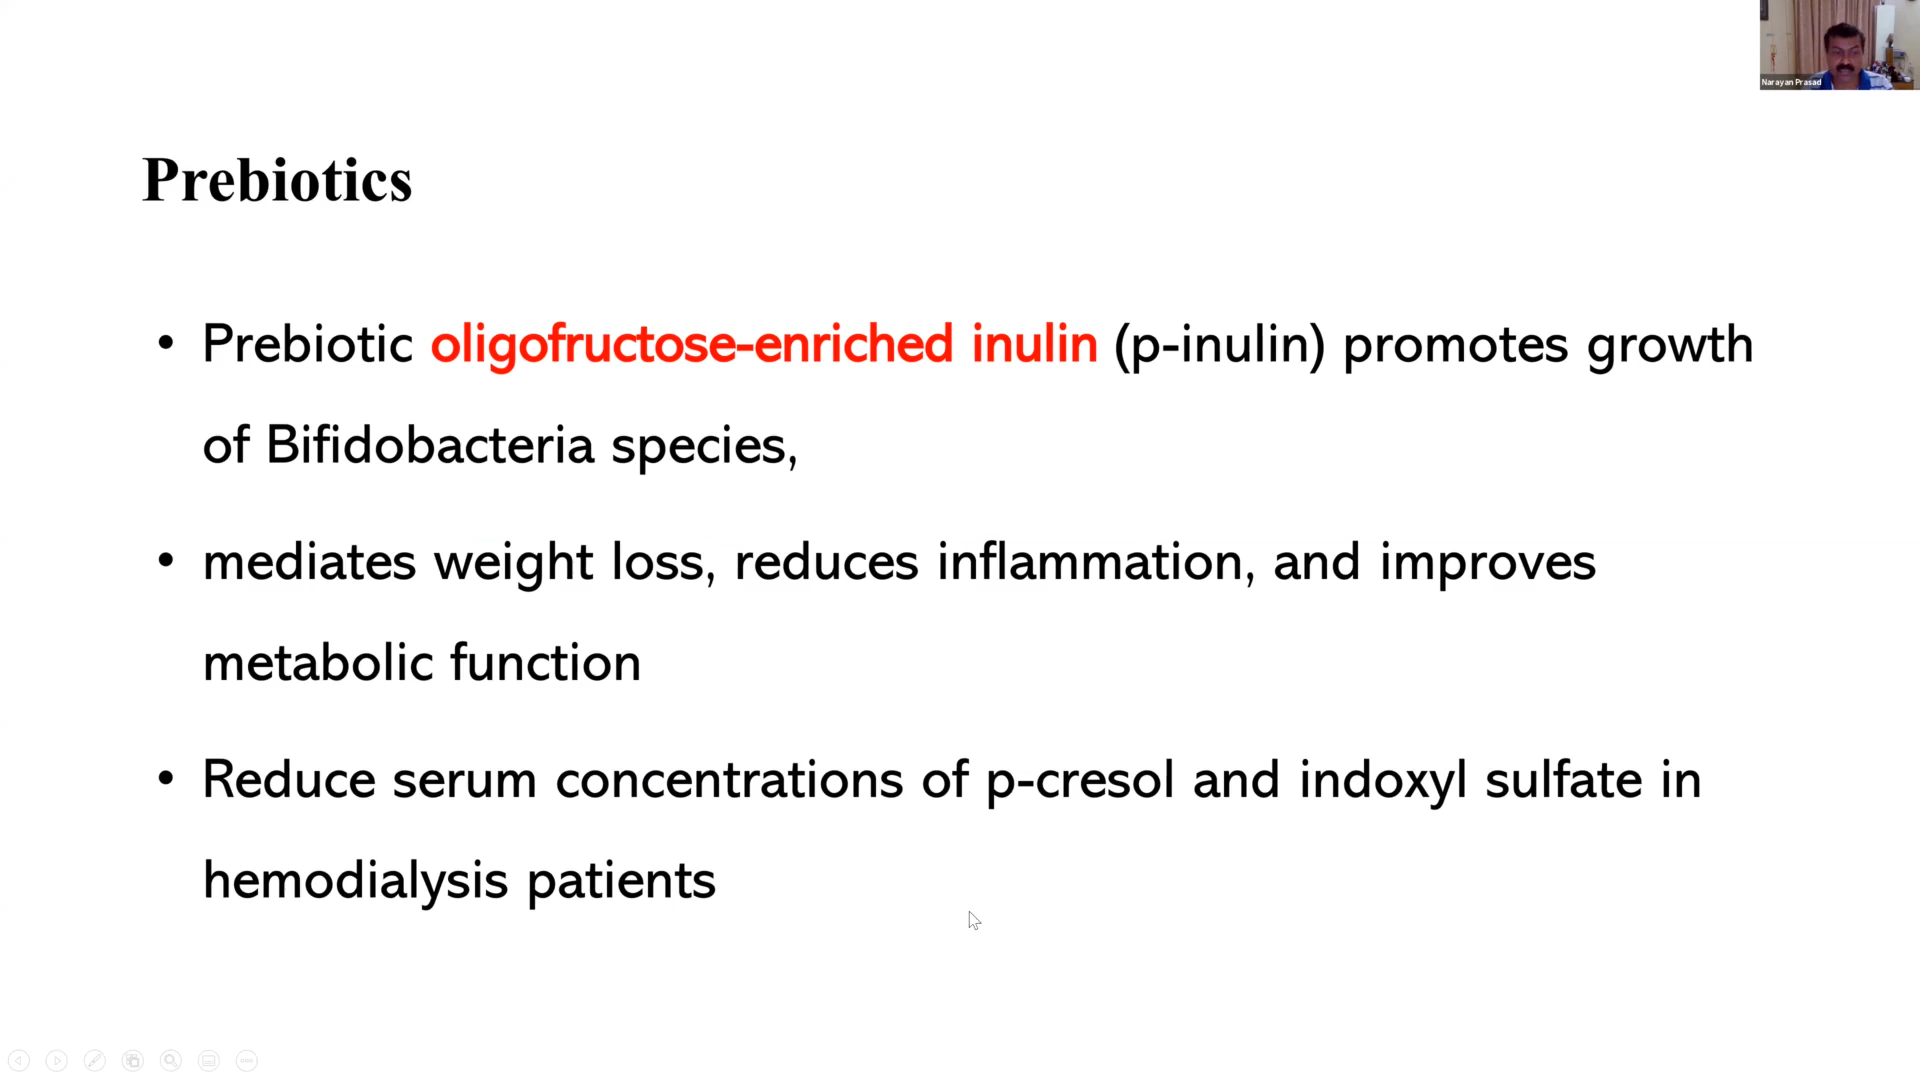 Narayan Prasad
Prebiotics
• Prebiotic oligofructose-enriched inulin (p-inulin) promotes growth
of Bifidobacteria species,
• mediates weight loss, reduces inflammation, and improves
metabolic function
• Reduce serum concentrations of p-cresol and indoxyl sulfate in
hemodialysis patients